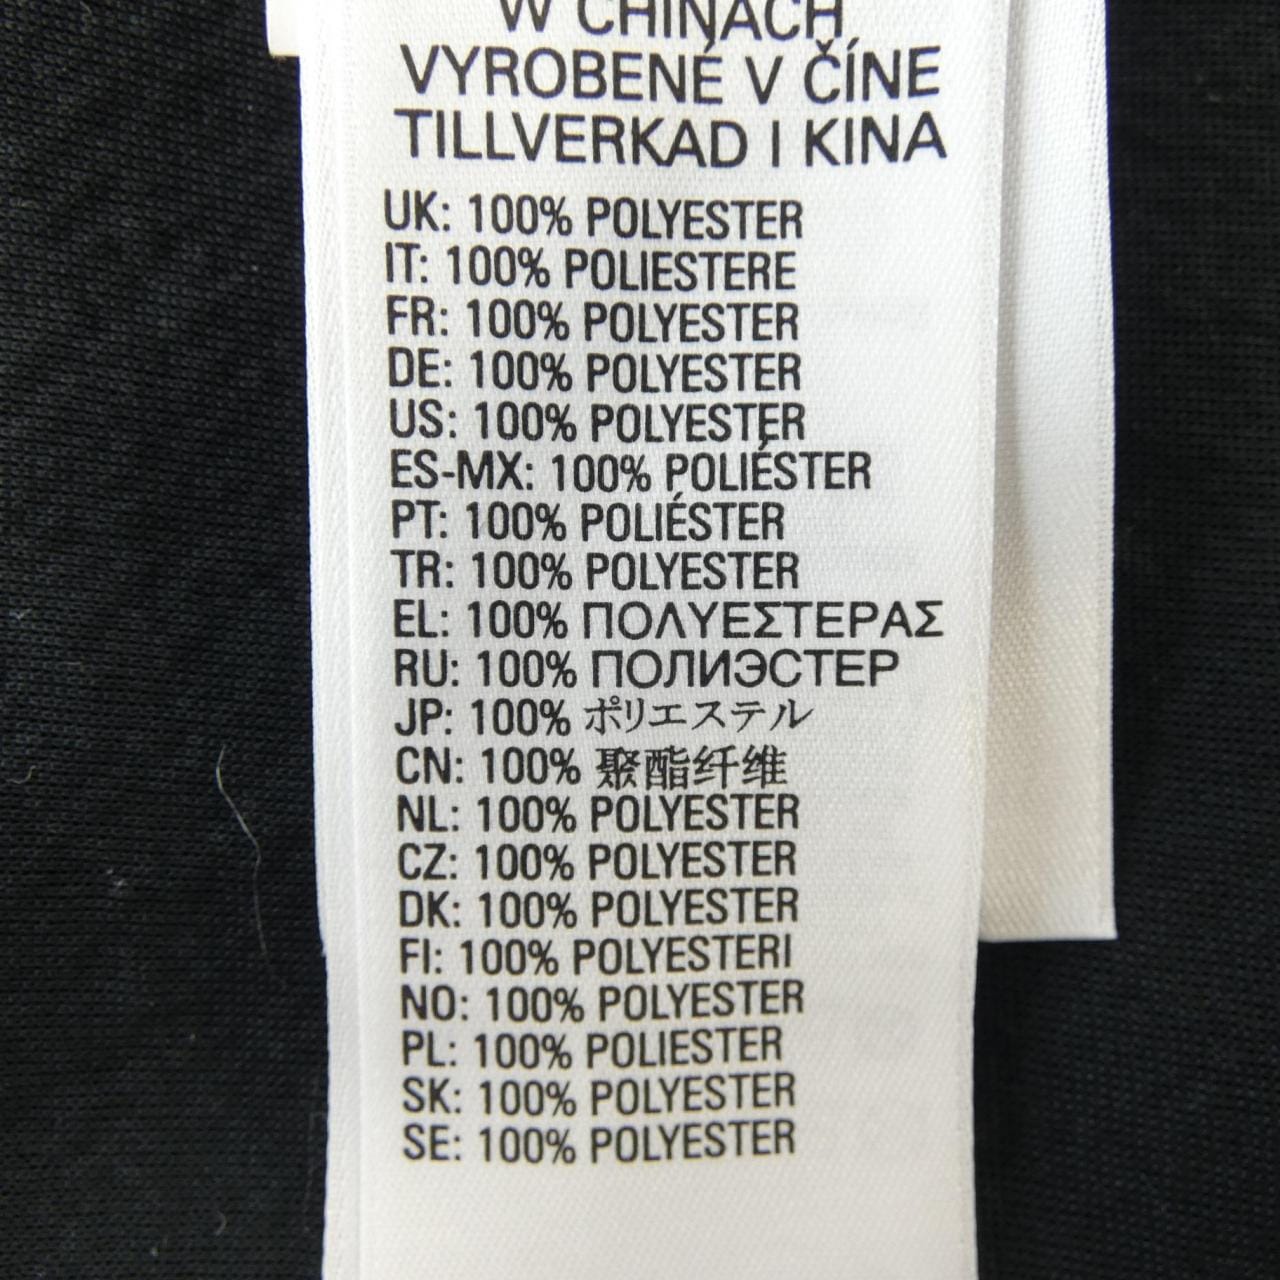 W CHINACH
VYROBENÉ V ČÍNE
TILLVERKAD I KINA
UK: 100% POLYESTER
IT: 100% POLIESTERE
FR: 100% POLYESTER
DE: 100% POLYESTER
US: 100% POLYESTER
ES-MX: 100% POLIÉSTER
PT: 100% POLIÉSTER
TR: 100% POLYESTER
EL: 100% ΠΟΛΥΕΣΤΕΡΑΣ
RU: 100% ПОЛИЭСТЕР
JP: 100% ポリエステル
CN: 100% 聚酯纤维
NL: 100% POLYESTER
CZ: 100% POLYESTER
DK: 100% POLYESTER
FI: 100% POLYESTERI
NO: 100% POLYESTER
PL: 100% POLIESTER
SK: 100% POLYESTER
SE: 100% POLYESTER